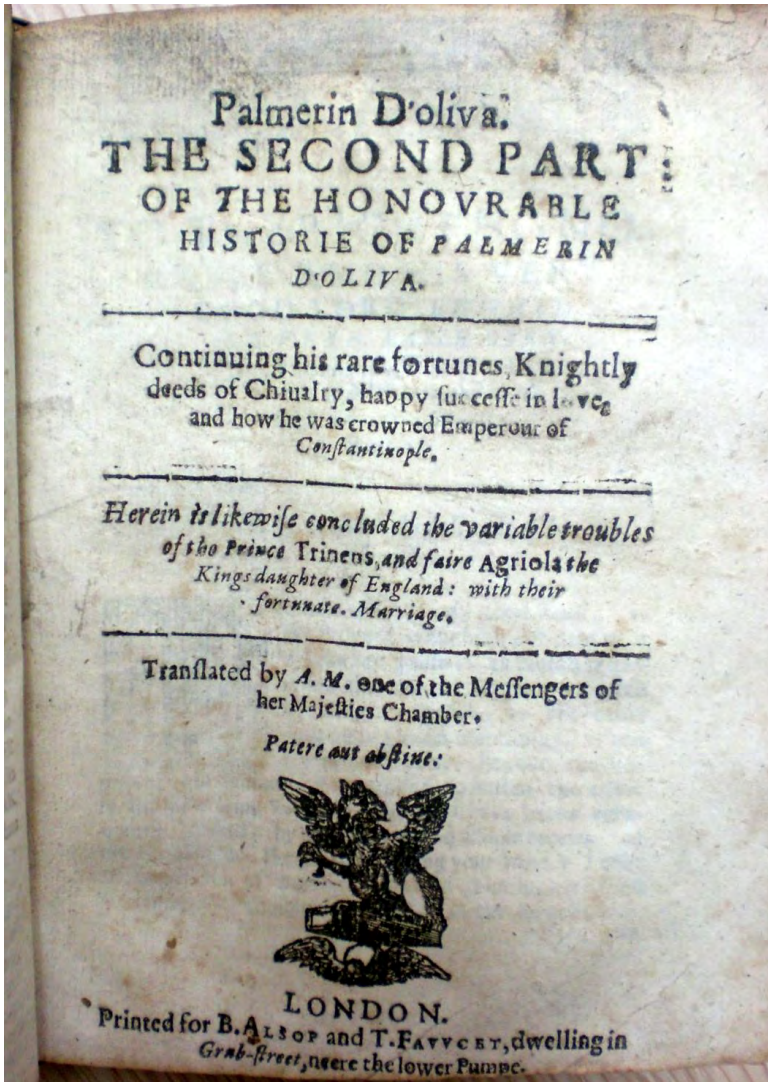 Palmerin D'oliva.
THE SECOND PART
OF THE HONOVRABLE
HISTORIE OF PALMERIN
D'OLIVA.
Continuing his rare fortunes, Knightly
deeds of Chiualry, happy ſucceſſe in love,
and how he was crowned Emperour of
Conſtantinople.
Herein is likewiſe concluded the variable troubles
of the Prince Trineus, and faire Agriola the
Kings daughter of England: with their
fortunate. Marriage.
Tranſlated by A. M. one of the Meſſengers of
her Majeſties Chamber.
Patere aut abſtine:
LONDON.
Printed for B. ALSOP and T. FAVVCET, dwelling in
Grub-ſtreet, neere the lower Pumpe.